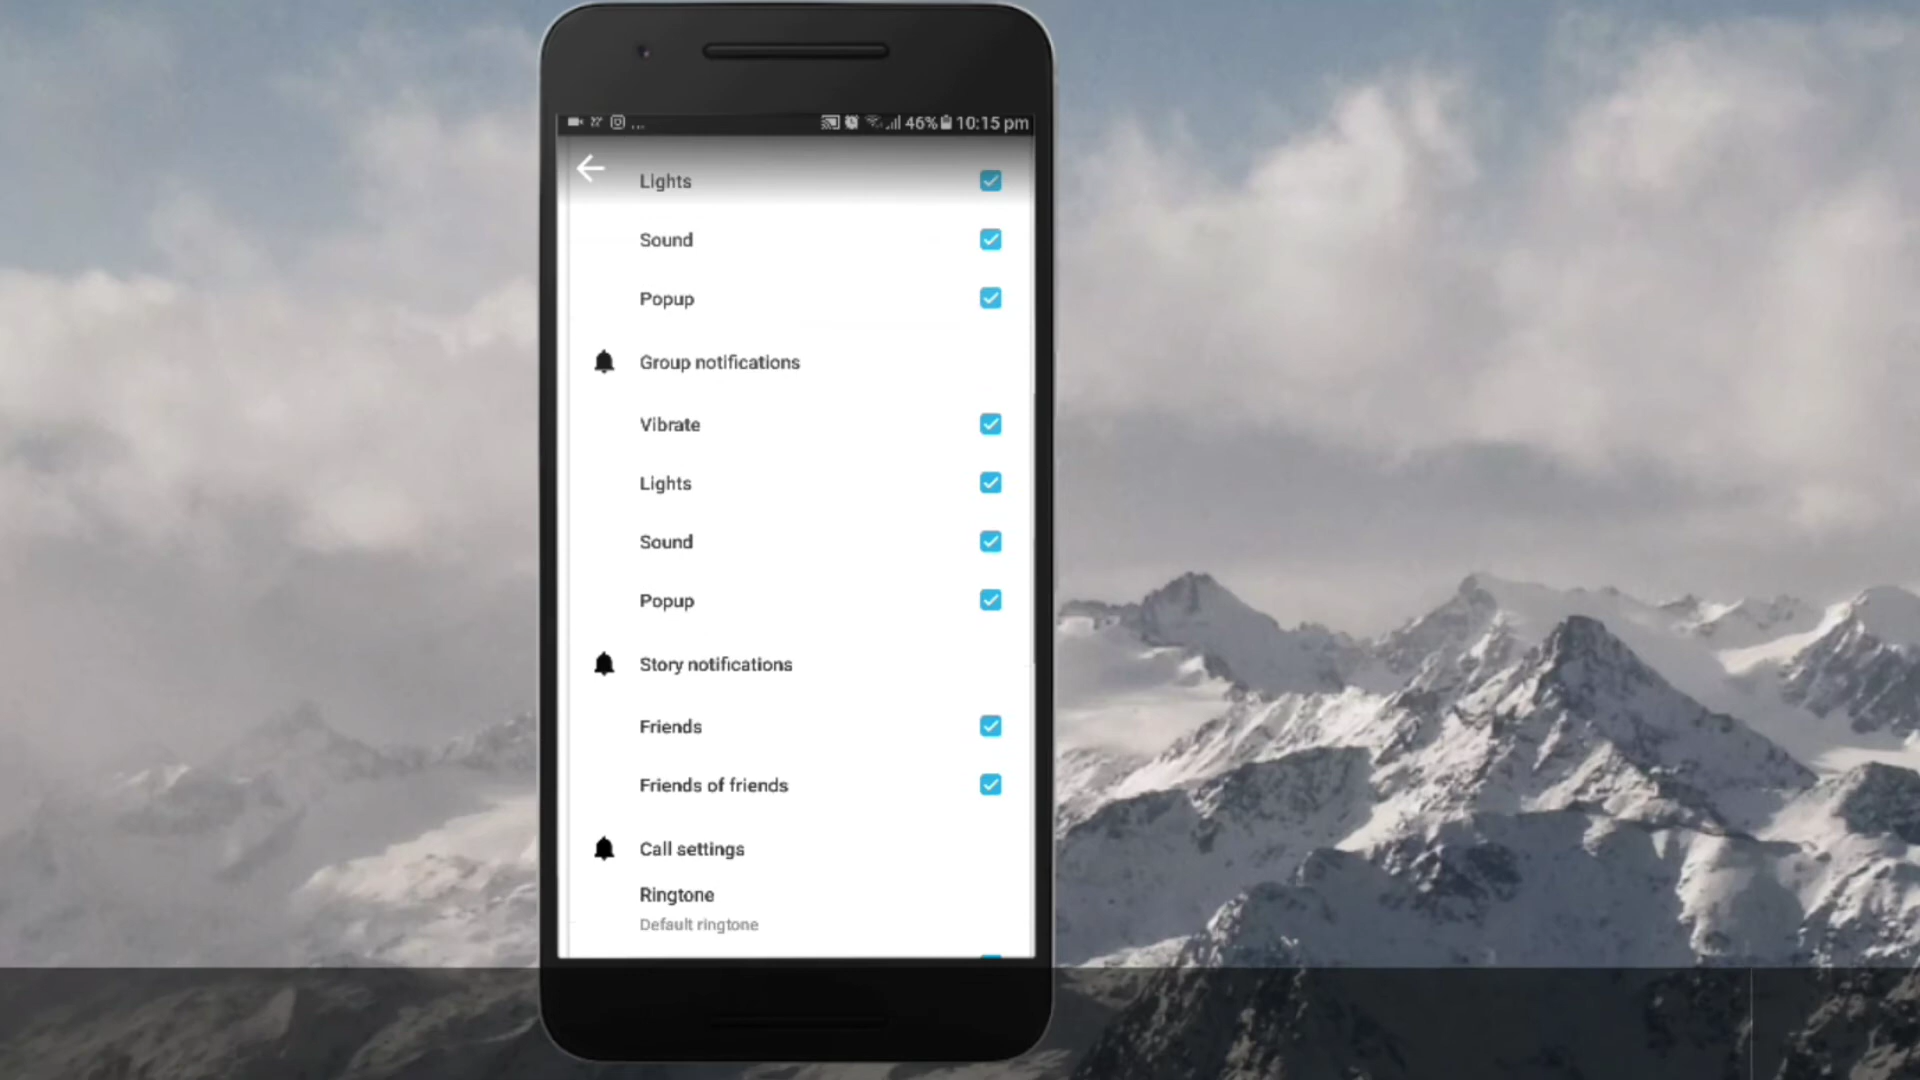 46% 10:15 pm
Lights
Sound
Popup
Group notifications
Vibrate
Lights
Sound
Popup
Story notifications
Friends
Friends of friends
Call settings
Ringtone
Default ringtone